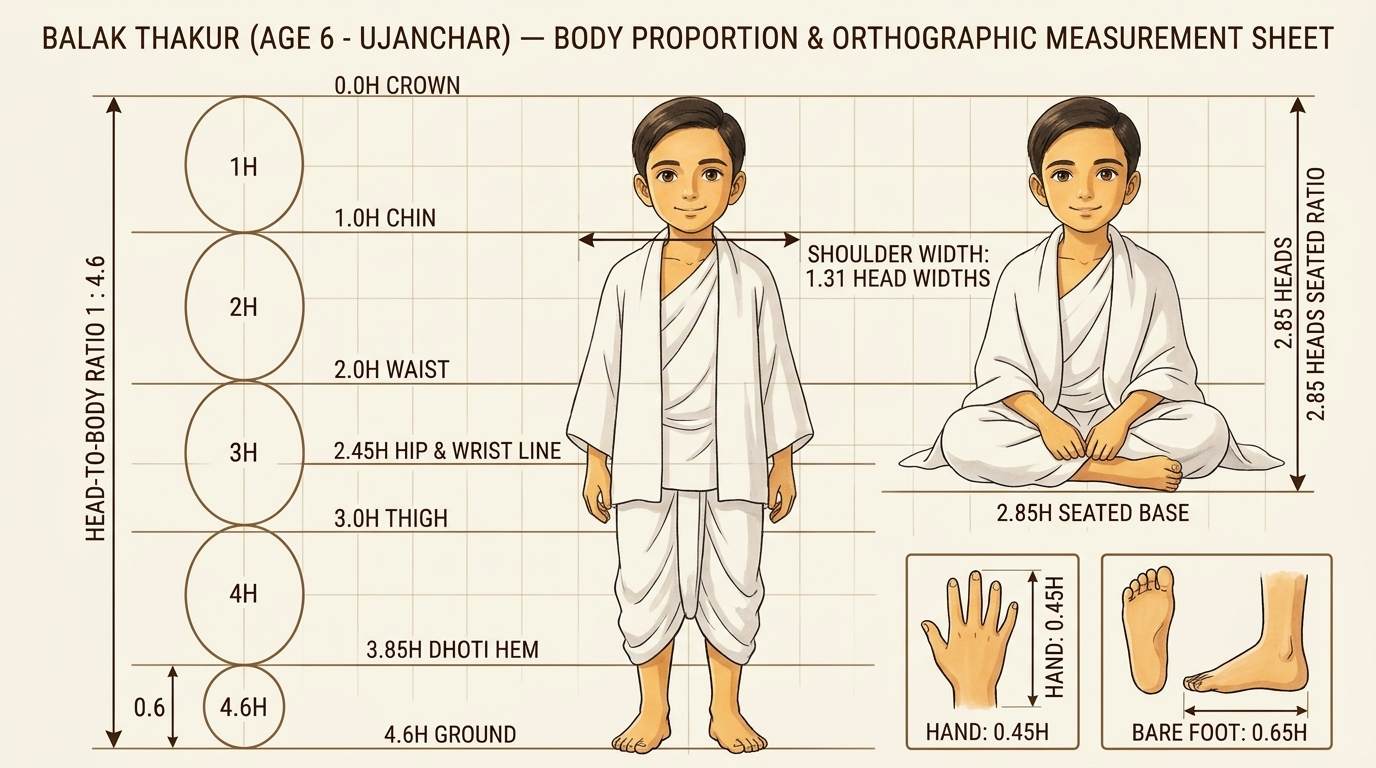 BALAK THAKUR (AGE 6 - UJANCHAR) — BODY PROPORTION & ORTHOGRAPHIC MEASUREMENT SHEET
0.0H CROWN
1H
1.0H CHIN
SHOULDER WIDTH:
1.31 HEAD WIDTHS
2H
HEAD-TO-BODY RATIO 1 : 4.6
2.0H WAIST
2.85 HEADS
2.85 HEADS SEATED RATIO
3H
2.45H HIP & WRIST LINE
3.0H THIGH
2.85H SEATED BASE
4H
3.85H DHOTI HEM
0.6
4.6H
4.6H GROUND
HAND: 0.45H
HAND: 0.45H
BARE FOOT: 0.65H